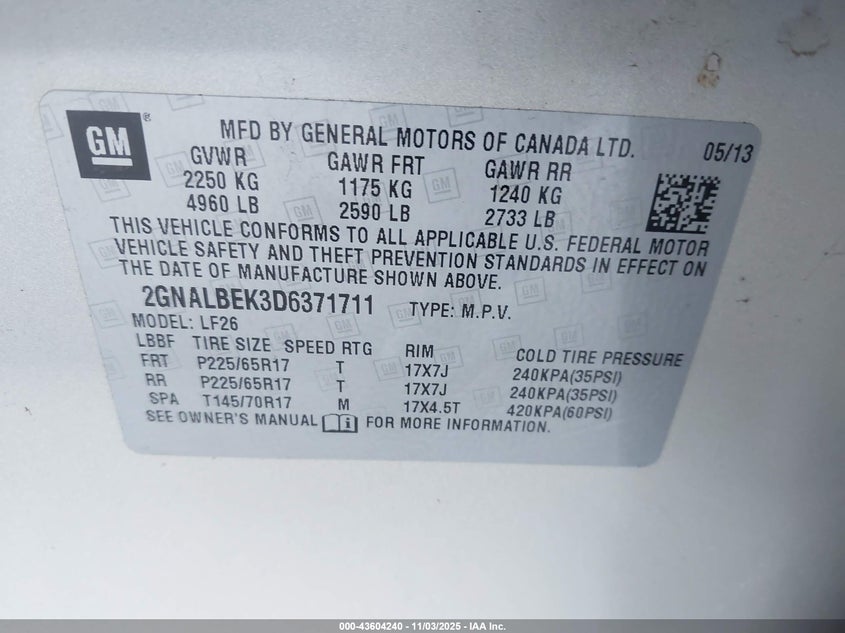 GM ®
MFD BY GENERAL MOTORS OF CANADA LTD. 05/13
GVWR GAWR FRT GAWR RR
2250 KG 1175 KG 1240 KG
4960 LB 2590 LB 2733 LB
THIS VEHICLE CONFORMS TO ALL APPLICABLE U.S. FEDERAL MOTOR
VEHICLE SAFETY AND THEFT PREVENTION STANDARDS IN EFFECT ON
THE DATE OF MANUFACTURE SHOWN ABOVE.
2GNALBEK3D6371711 TYPE: M.P.V.
MODEL: LF26
LBBF TIRE SIZE SPEED RTG RIM COLD TIRE PRESSURE
FRT P225/65R17 T 17X7J 240KPA(35PSI)
RR P225/65R17 T 17X7J 240KPA(35PSI)
SPA T145/70R17 M 17X4.5T 420KPA(60PSI)
SEE OWNER'S MANUAL i FOR MORE INFORMATION.
000-43604240 - 11/03/2025 - IAA Inc.